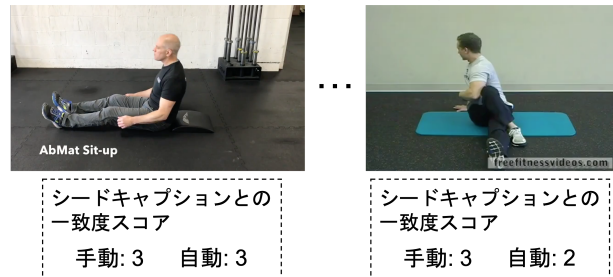 AbMat Sit-up
...
freefitnessvideos.com
シードキャプションとの
一致度スコア
手動: 3 自動: 3
シードキャプションとの
一致度スコア
手動: 3 自動: 2